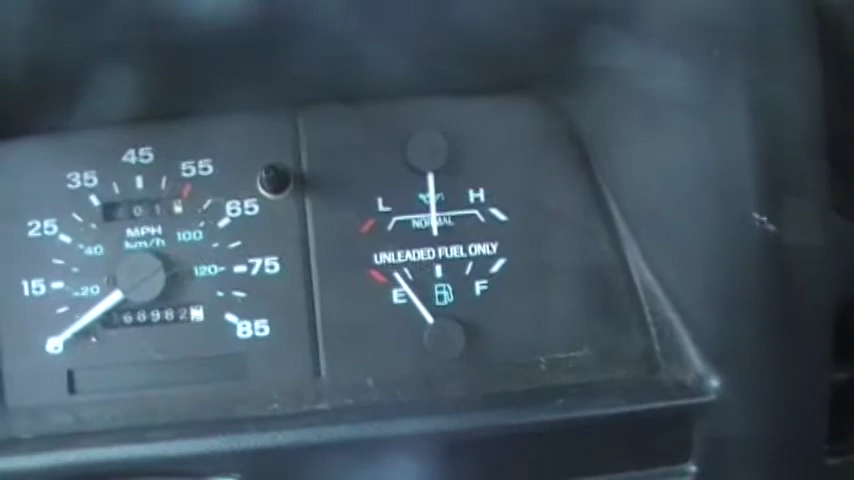 45
35 55
25 65
40 MPH 100
km/h
15 20 120 75
168982
85
L H
NORMAL
UNLEADED FUEL ONLY
E F